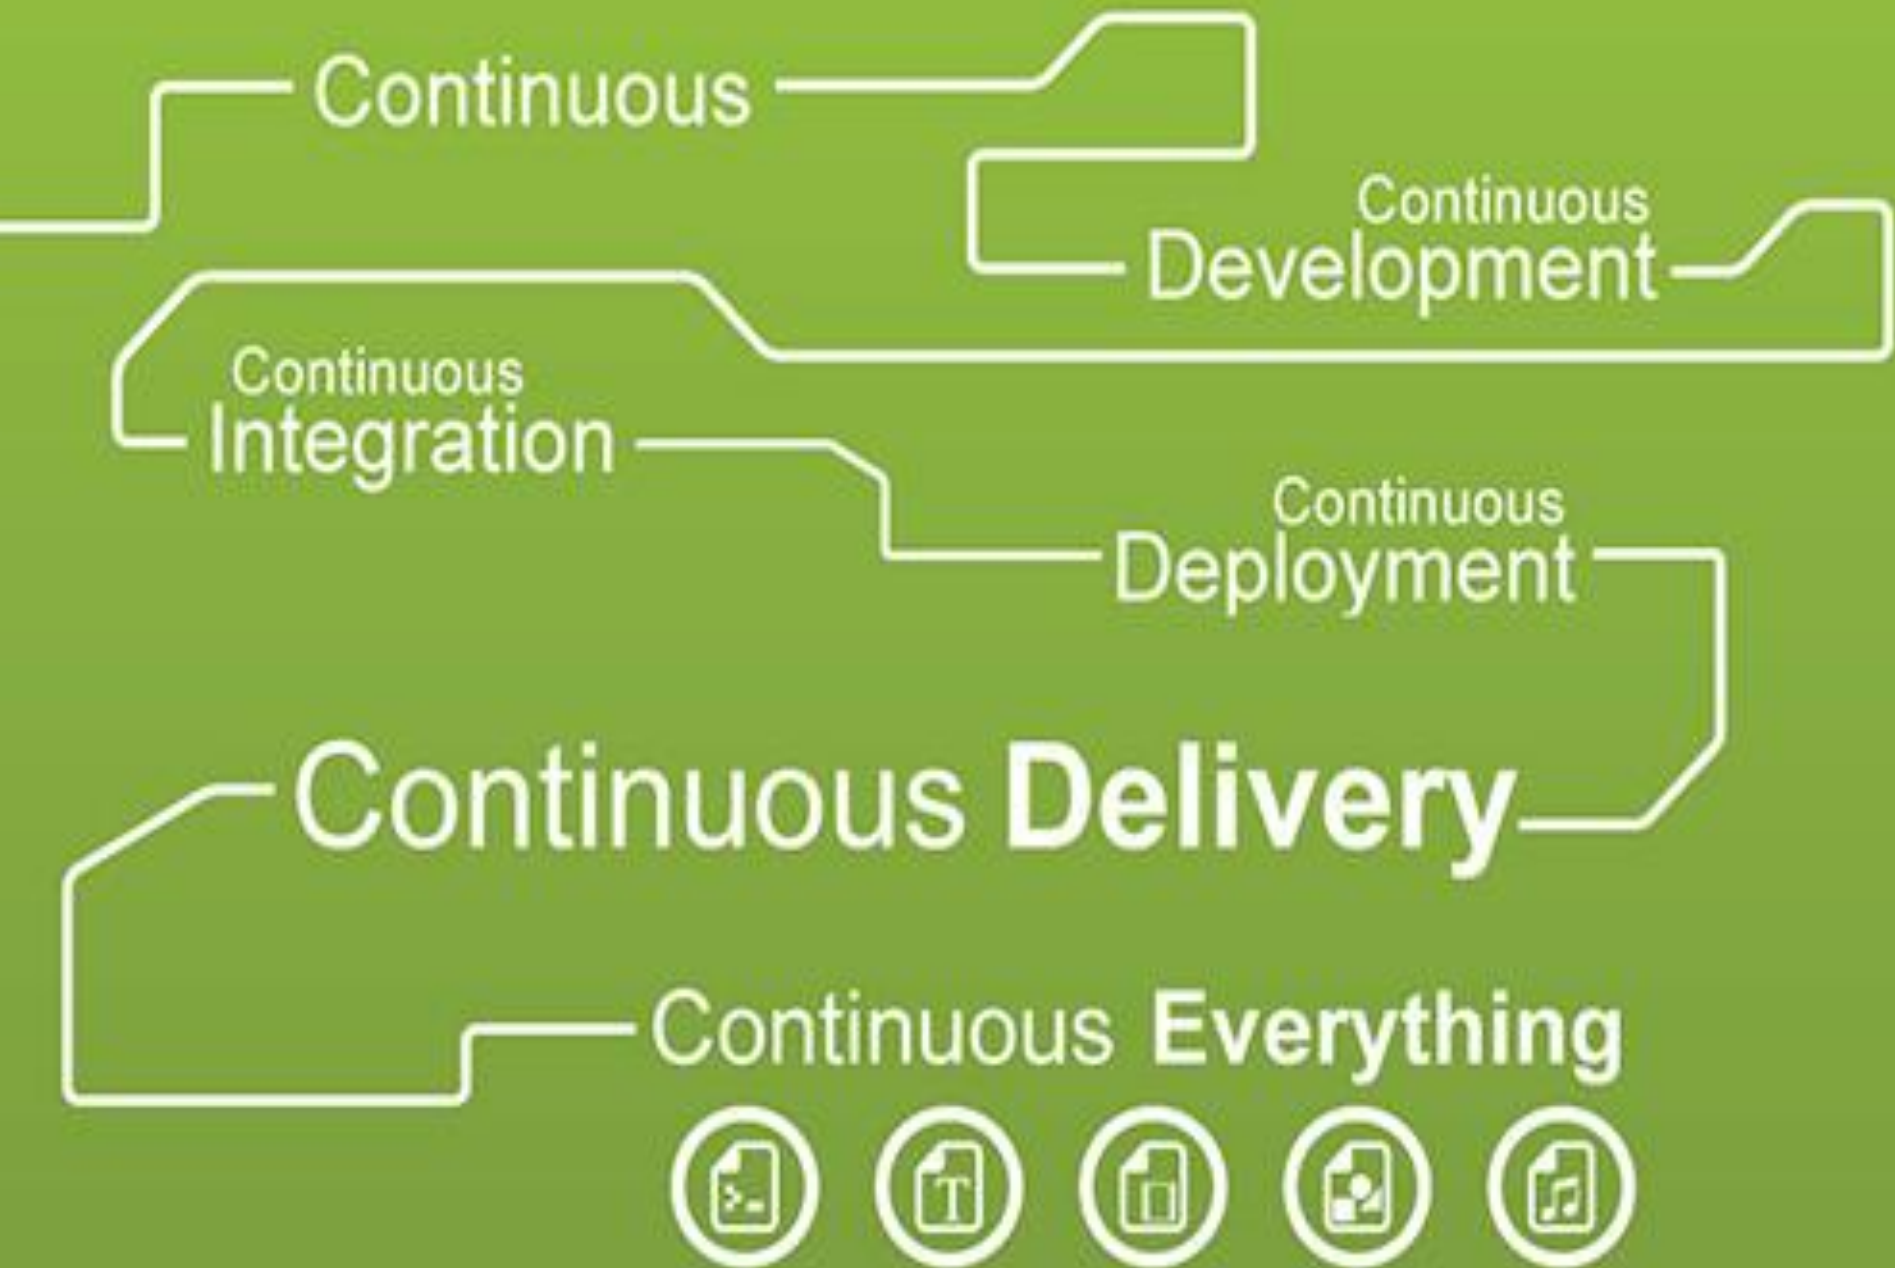 Continuous
Continuous
Development
Continuous
Integration
Continuous
Deployment
Continuous Delivery
Continuous Everything
>-
T